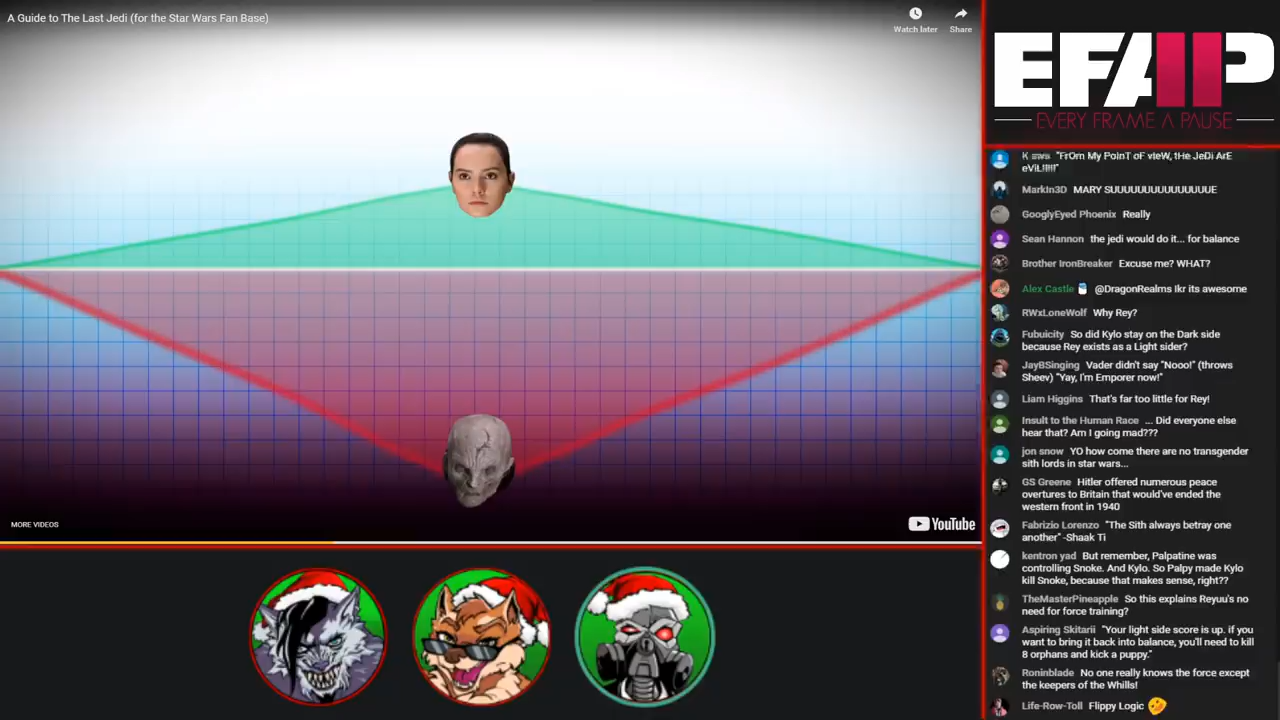 A Guide to The Last Jedi (for the Star Wars Fan Base)
Watch later
Share
MORE VIDEOS
YouTube
EFAP
EVERY FRAME A PAUSE
"FrOm My PoInT oF vIeW, tHe JeDi ArE
eViL!!!!!"
MarkIn3D MARY SUUUUUUUUUUUUUUUE
GooglyEyed Phoenix Really
Sean Hannon the jedi would do it... for balance
Brother IronBreaker Excuse me? WHAT?
Alex Castle @DragonRealms Ikr its awesome
RWxLoneWolf Why Rey?
Fubuicity So did Kylo stay on the Dark side
because Rey exists as a Light sider?
JayBSinging Vader didn't say "Nooo!" (throws
Sheev) "Yay, I'm Emporer now!"
Liam Higgins That's far too little for Rey!
Insult to the Human Race ... Did everyone else
hear that? Am I going mad???
jon snow YO how come there are no transgender
sith lords in star wars...
GS Greene Hitler offered numerous peace
overtures to Britain that would've ended the
western front in 1940
Fabrizio Lorenzo "The Sith always betray one
another" -Shaak Ti
kentron yad But remember, Palpatine was
controlling Snoke. And Kylo. So Palpy made Kylo
kill Snoke, because that makes sense, right??
TheMasterPineapple So this explains Reyuu's no
need for force training?
Aspiring Skitarii "Your light side score is up. if you
want to bring it back into balance, you'll need to kill
8 orphans and kick a puppy."
Roninblade No one really knows the force except
the keepers of the Whills!
Life-Row-Toll Flippy Logic